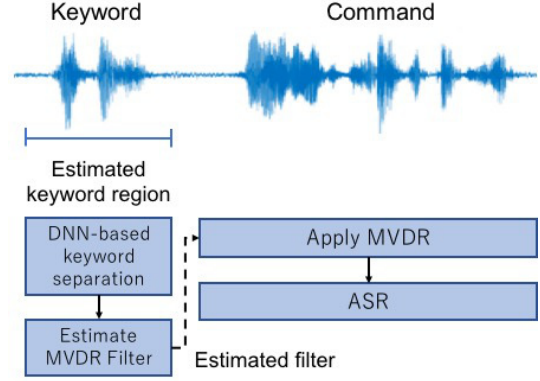 Keyword
Command
Estimated
keyword region
DNN-based
keyword
separation
Estimate
MVDR Filter
Estimated filter
Apply MVDR
ASR